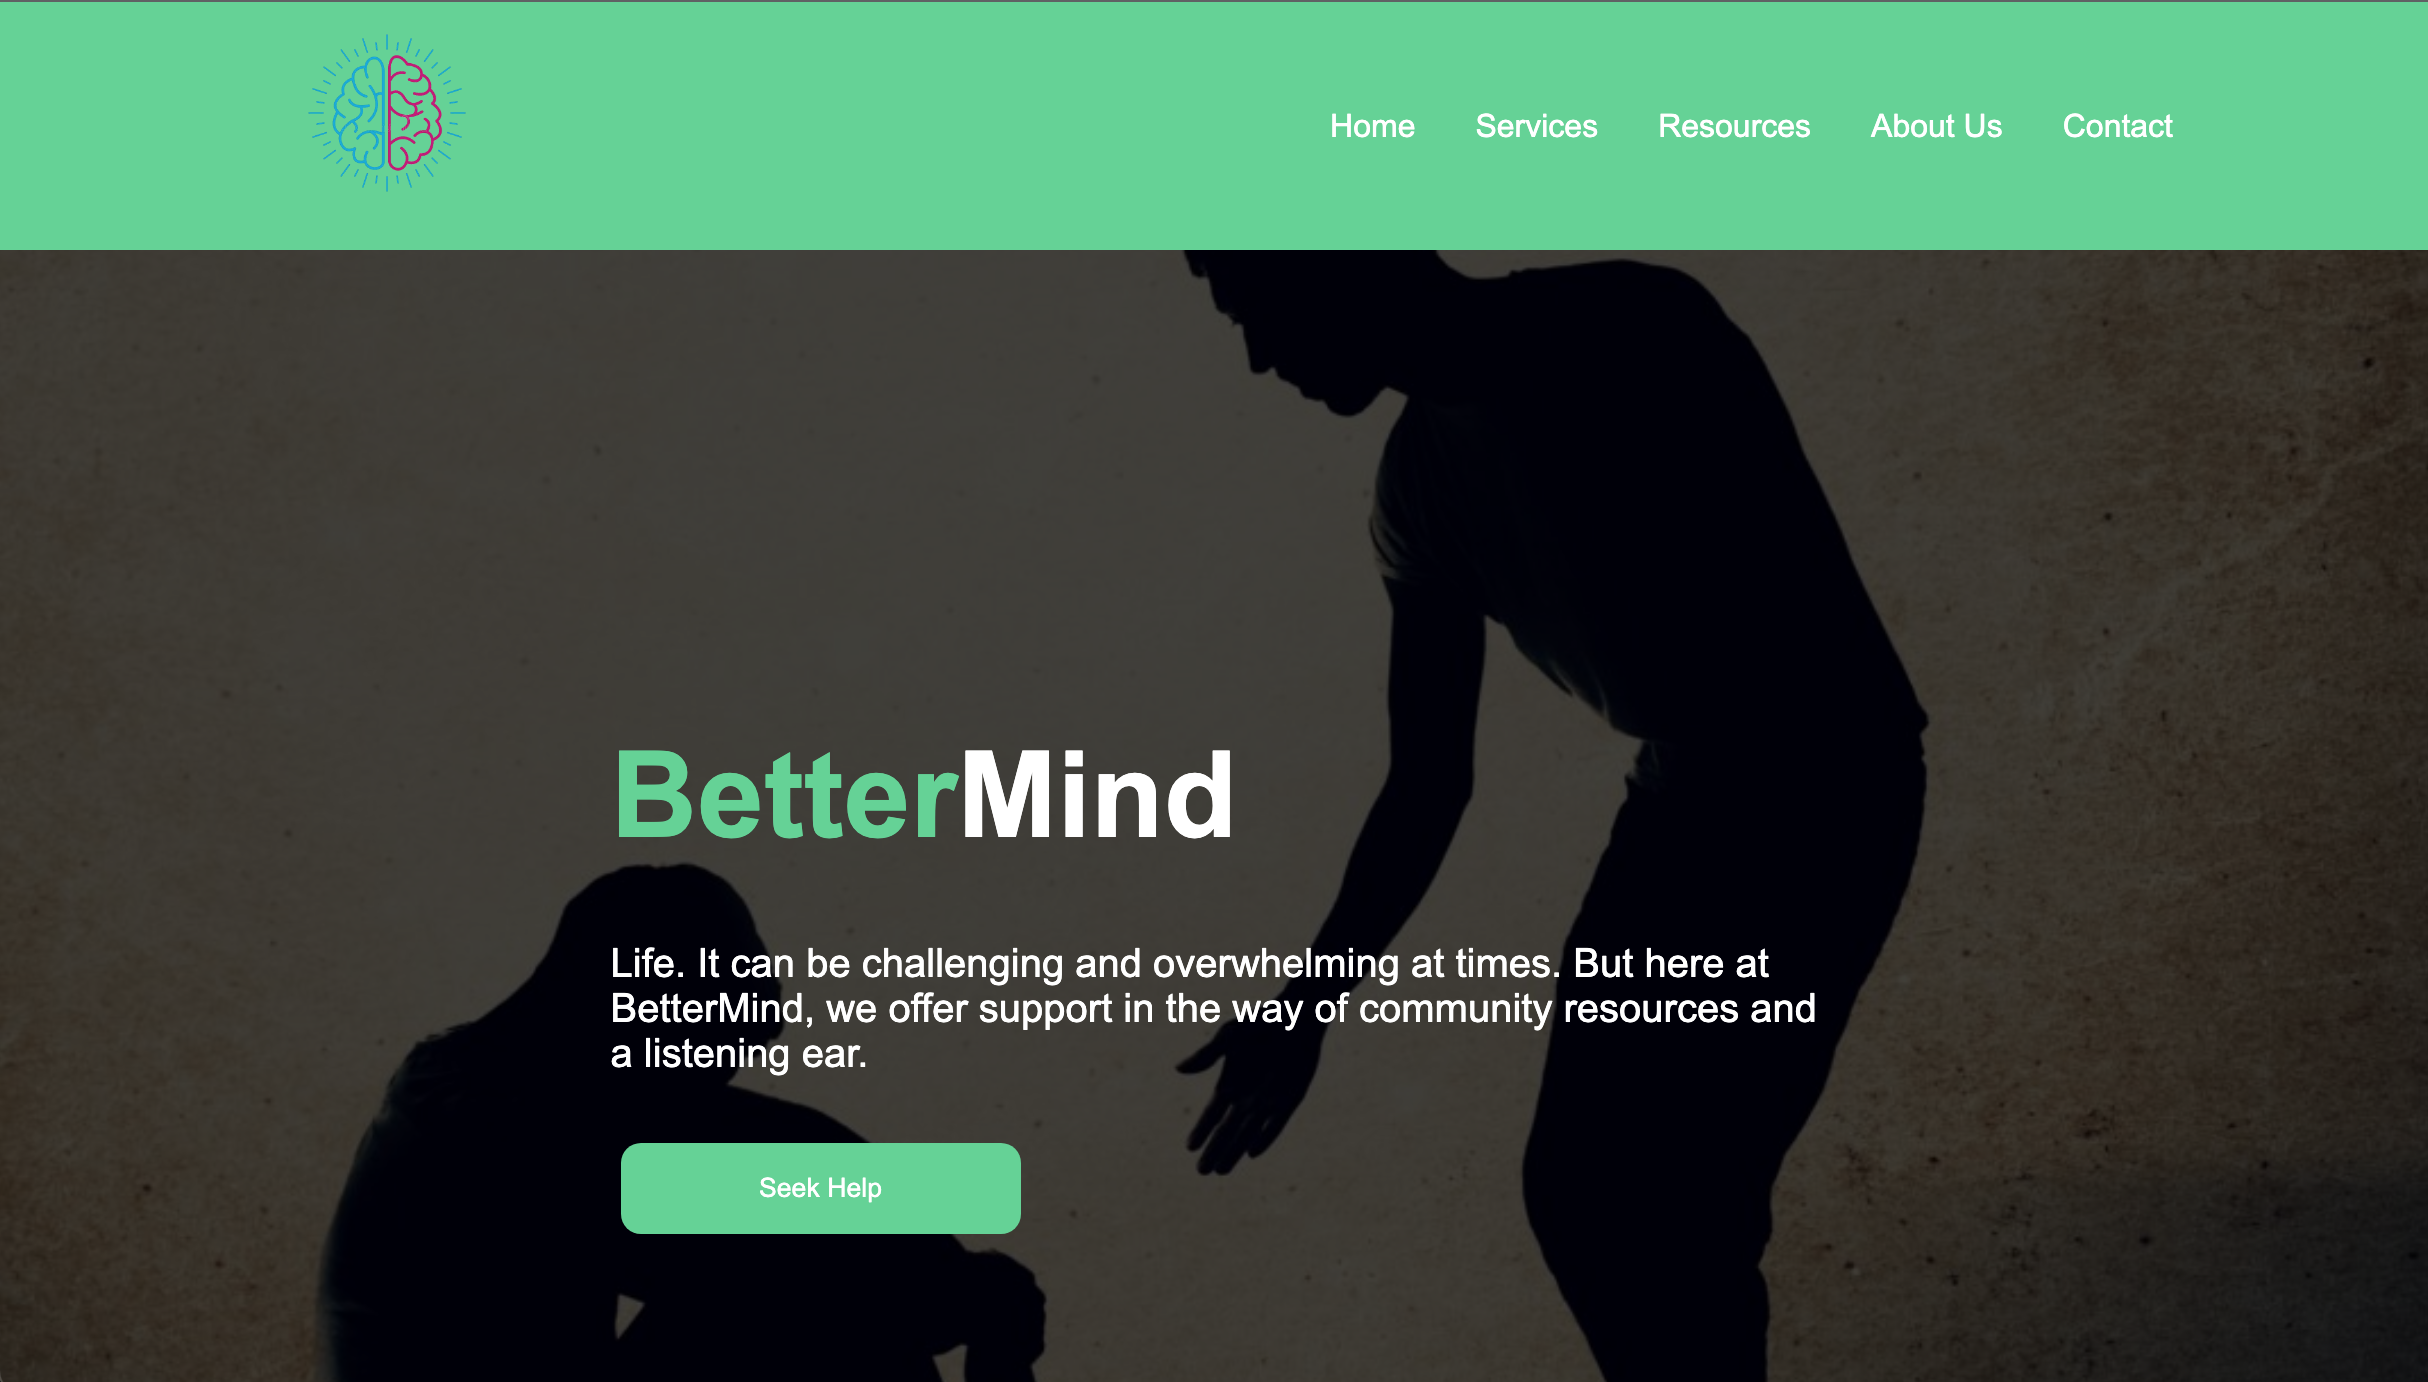 Home Services Resources About Us Contact
BetterMind
Life. It can be challenging and overwhelming at times. But here at
BetterMind, we offer support in the way of community resources and
a listening ear.
Seek Help